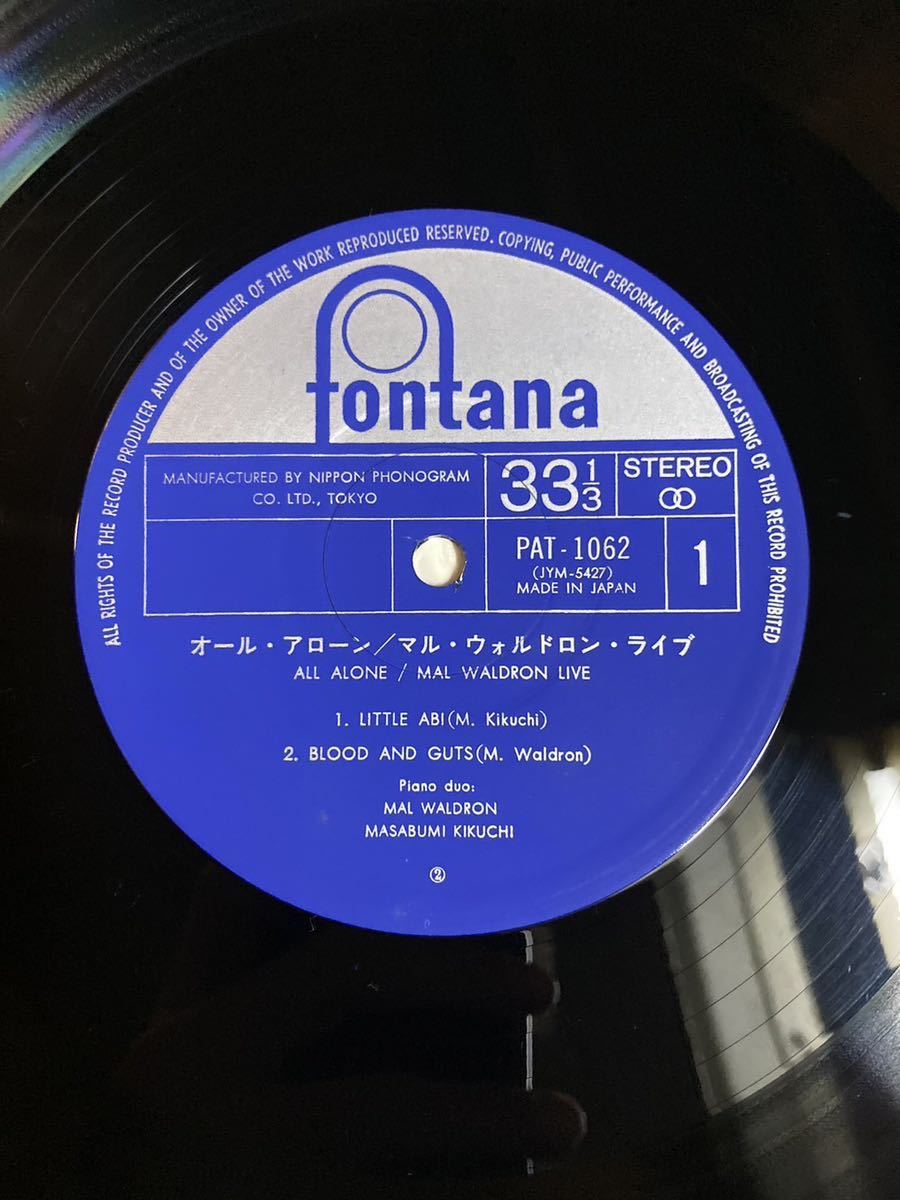 ALL RIGHTS OF THE RECORD PRODUCER AND OF THE OWNER OF THE WORK REPRODUCED RESERVED. COPYING, PUBLIC PERFORMANCE AND BROADCASTING OF THIS RECORD PROHIBITED
fontana
MANUFACTURED BY NIPPON PHONOGRAM
CO. LTD., TOKYO
33 1/3
STEREO
PAT-1062
(JYM-5427)
MADE IN JAPAN
1
オール・アローン/マル・ウォルドロン・ライブ
ALL ALONE / MAL WALDRON LIVE
1. LITTLE ABI(M. Kikuchi)
2. BLOOD AND GUTS(M. Waldron)
Piano duo:
MAL WALDRON
MASABUMI KIKUCHI
②